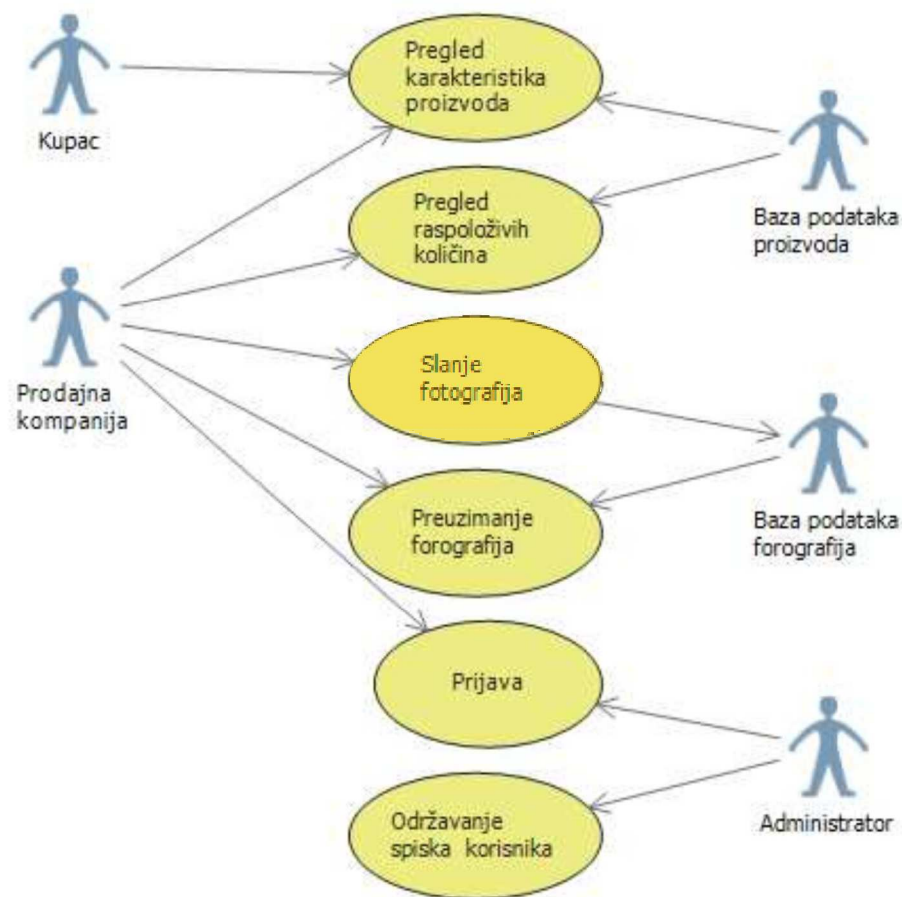 Kupac
Pregled
karakteristika
proizvoda
Baza podataka
proizvoda
Pregled
raspoloživih
količina
Prodajna
kompanija
Slanje
fotografija
Baza podataka
forografija
Preuzimanje
forografija
Prijava
Administrator
Održavanje
spiska korisnika